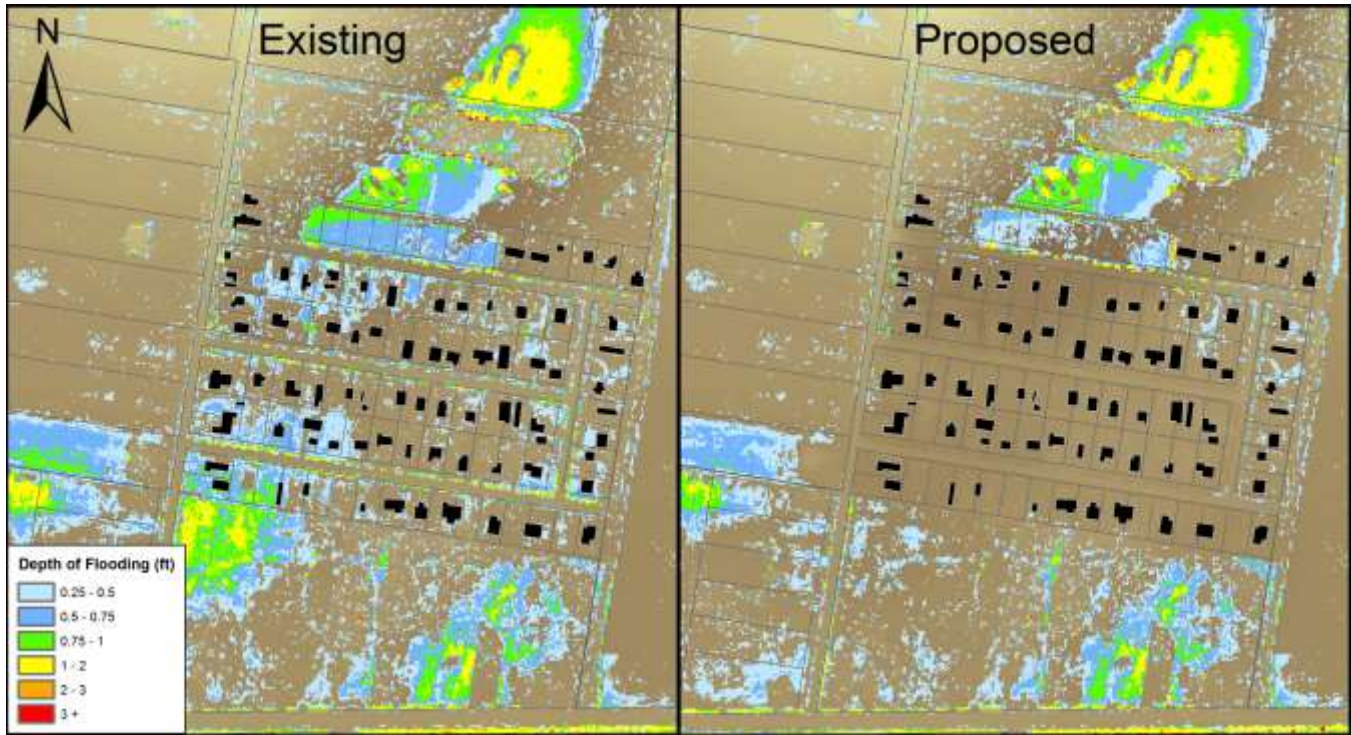 N
Existing
Proposed
Depth of Flooding (ft)
0.25 - 0.5
0.5 - 0.75
0.75 - 1
1 - 2
2 - 3
3 +